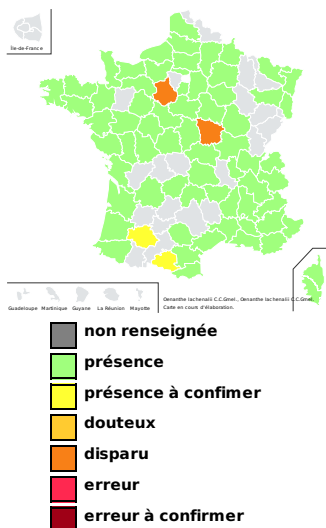 Île-de-France
Oenanthe lachenalii C.C.Gmel., Oenanthe lachenalii C.C.Gmel.
Carte en cours d'élaboration.
Guadeloupe Martinique Guyane La Réunion Mayotte
non renseignée
présence
présence à confimer
douteux
disparu
erreur
erreur à confirmer